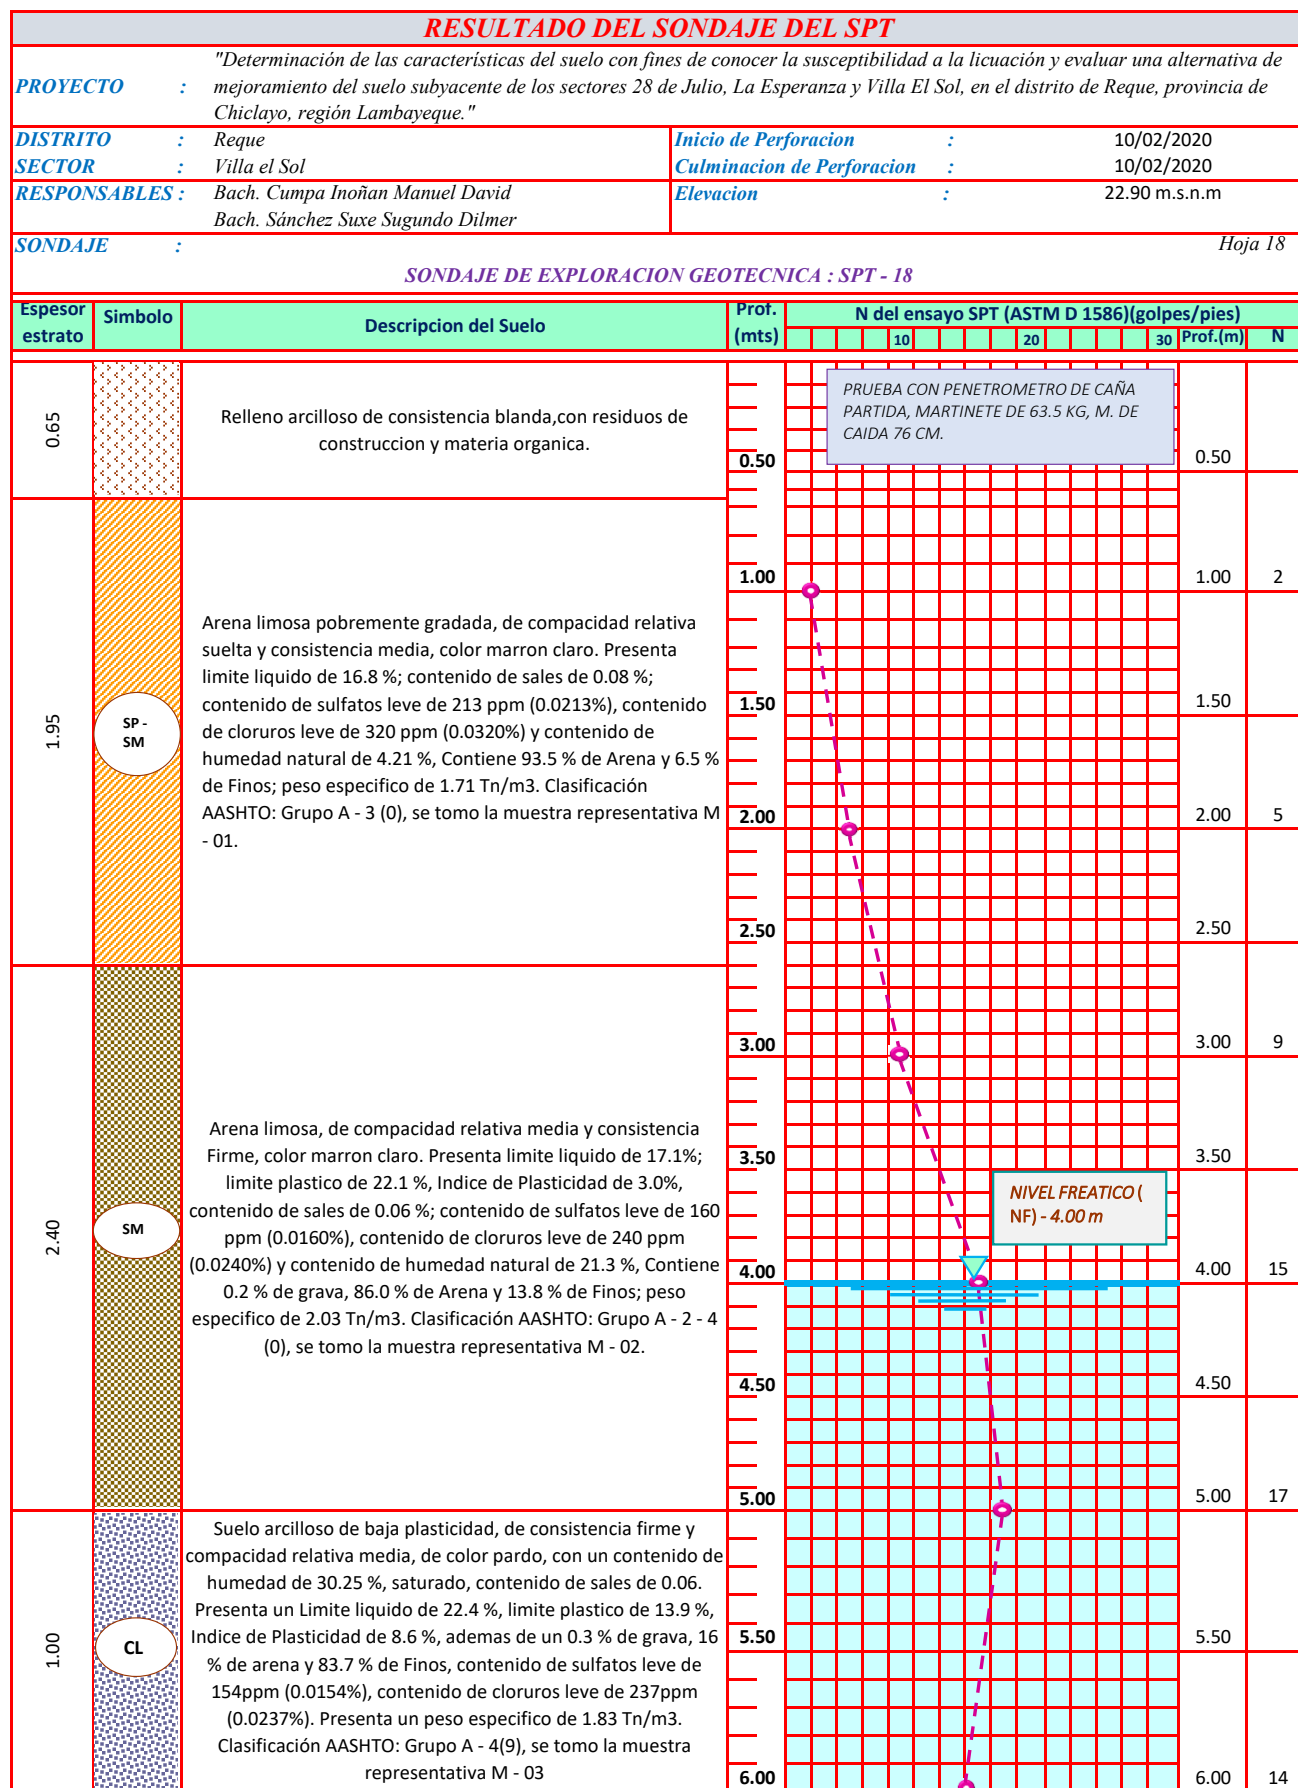 RESULTADO DEL SONDAJE DEL SPT
"Determinación de las características del suelo con fines de conocer la susceptibilidad a la licuación y evaluar una alternativa de
PROYECTO : mejoramiento del suelo subyacente de los sectores 28 de Julio, La Esperanza y Villa El Sol, en el distrito de Reque, provincia de
Chiclayo, región Lambayeque."
DISTRITO : Reque Inicio de Perforacion : 10/02/2020
SECTOR : Villa el Sol Culminacion de Perforacion : 10/02/2020
RESPONSABLES : Bach. Cumpa Inoñan Manuel David Elevacion : 22.90 m.s.n.m
Bach. Sánchez Suxe Sugundo Dilmer
SONDAJE : Hoja 18
SONDAJE DE EXPLORACION GEOTECNICA : SPT - 18
Espesor estrato Simbolo Descripcion del Suelo Prof. (mts) N del ensayo SPT (ASTM D 1586)(golpes/pies)
10 20 30 Prof.(m) N
PRUEBA CON PENETROMETRO DE CAÑA
PARTIDA, MARTINETE DE 63.5 KG, M. DE
CAIDA 76 CM.
0.65
Relleno arcilloso de consistencia blanda,con residuos de
construccion y materia organica.
0.50 0.50
1.00 1.00 2
1.95
SP -
SM
Arena limosa pobremente gradada, de compacidad relativa
suelta y consistencia media, color marron claro. Presenta
limite liquido de 16.8 %; contenido de sales de 0.08 %;
contenido de sulfatos leve de 213 ppm (0.0213%), contenido
de cloruros leve de 320 ppm (0.0320%) y contenido de
humedad natural de 4.21 %, Contiene 93.5 % de Arena y 6.5 %
de Finos; peso especifico de 1.71 Tn/m3. Clasificación
AASHTO: Grupo A - 3 (0), se tomo la muestra representativa M
- 01.
1.50 1.50
2.00 2.00 5
2.50 2.50
3.00 3.00 9
2.40
SM
Arena limosa, de compacidad relativa media y consistencia
Firme, color marron claro. Presenta limite liquido de 17.1%;
limite plastico de 22.1 %, Indice de Plasticidad de 3.0%,
contenido de sales de 0.06 %; contenido de sulfatos leve de 160
ppm (0.0160%), contenido de cloruros leve de 240 ppm
(0.0240%) y contenido de humedad natural de 21.3 %, Contiene
0.2 % de grava, 86.0 % de Arena y 13.8 % de Finos; peso
especifico de 2.03 Tn/m3. Clasificación AASHTO: Grupo A - 2 - 4
(0), se tomo la muestra representativa M - 02.
3.50 3.50
NIVEL FREATICO (
NF) - 4.00 m
4.00 4.00 15
4.50 4.50
5.00 5.00 17
1.00
CL
Suelo arcilloso de baja plasticidad, de consistencia firme y
compacidad relativa media, de color pardo, con un contenido de
humedad de 30.25 %, saturado, contenido de sales de 0.06.
Presenta un Limite liquido de 22.4 %, limite plastico de 13.9 %,
Indice de Plasticidad de 8.6 %, ademas de un 0.3 % de grava, 16
% de arena y 83.7 % de Finos, contenido de sulfatos leve de
154ppm (0.0154%), contenido de cloruros leve de 237ppm
(0.0237%). Presenta un peso especifico de 1.83 Tn/m3.
Clasificación AASHTO: Grupo A - 4(9), se tomo la muestra
representativa M - 03
5.50 5.50
6.00 6.00 14